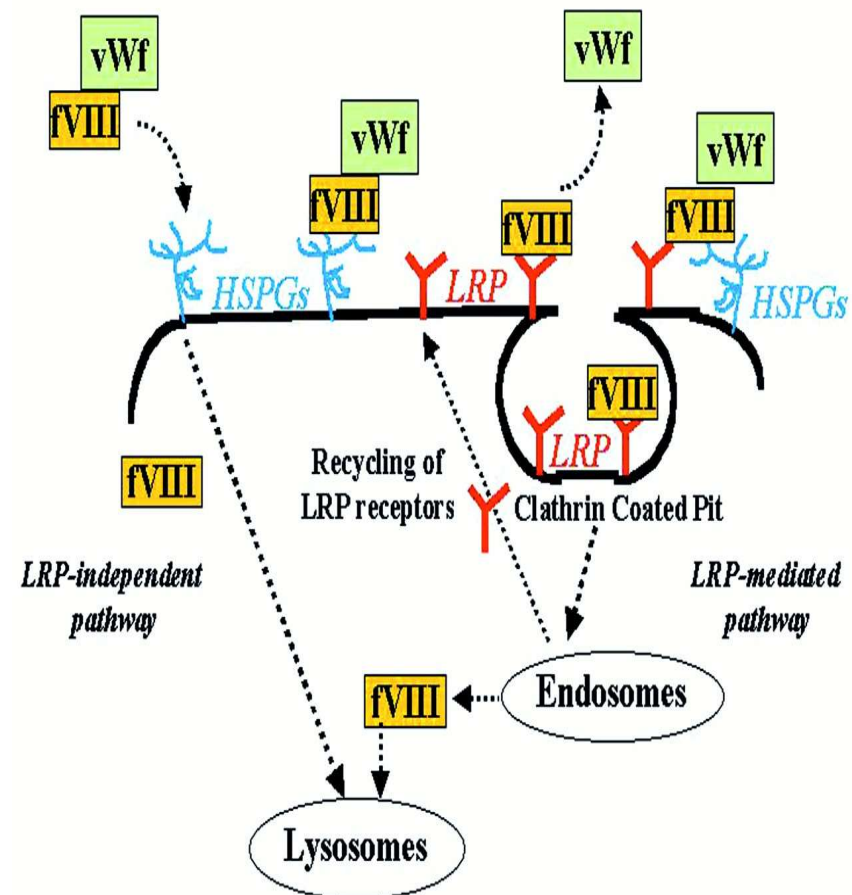 vWf
fVIII
vWf
fVIII
vWf
fVIII
vWf
fVIII
HSPGs
LRP
HSPGs
fVIII
LRP
Recycling of
LRP receptors
Clathrin Coated Pit
fVIII
LRP-independent
pathway
LRP-mediated
pathway
Endosomes
fVIII
Lysosomes